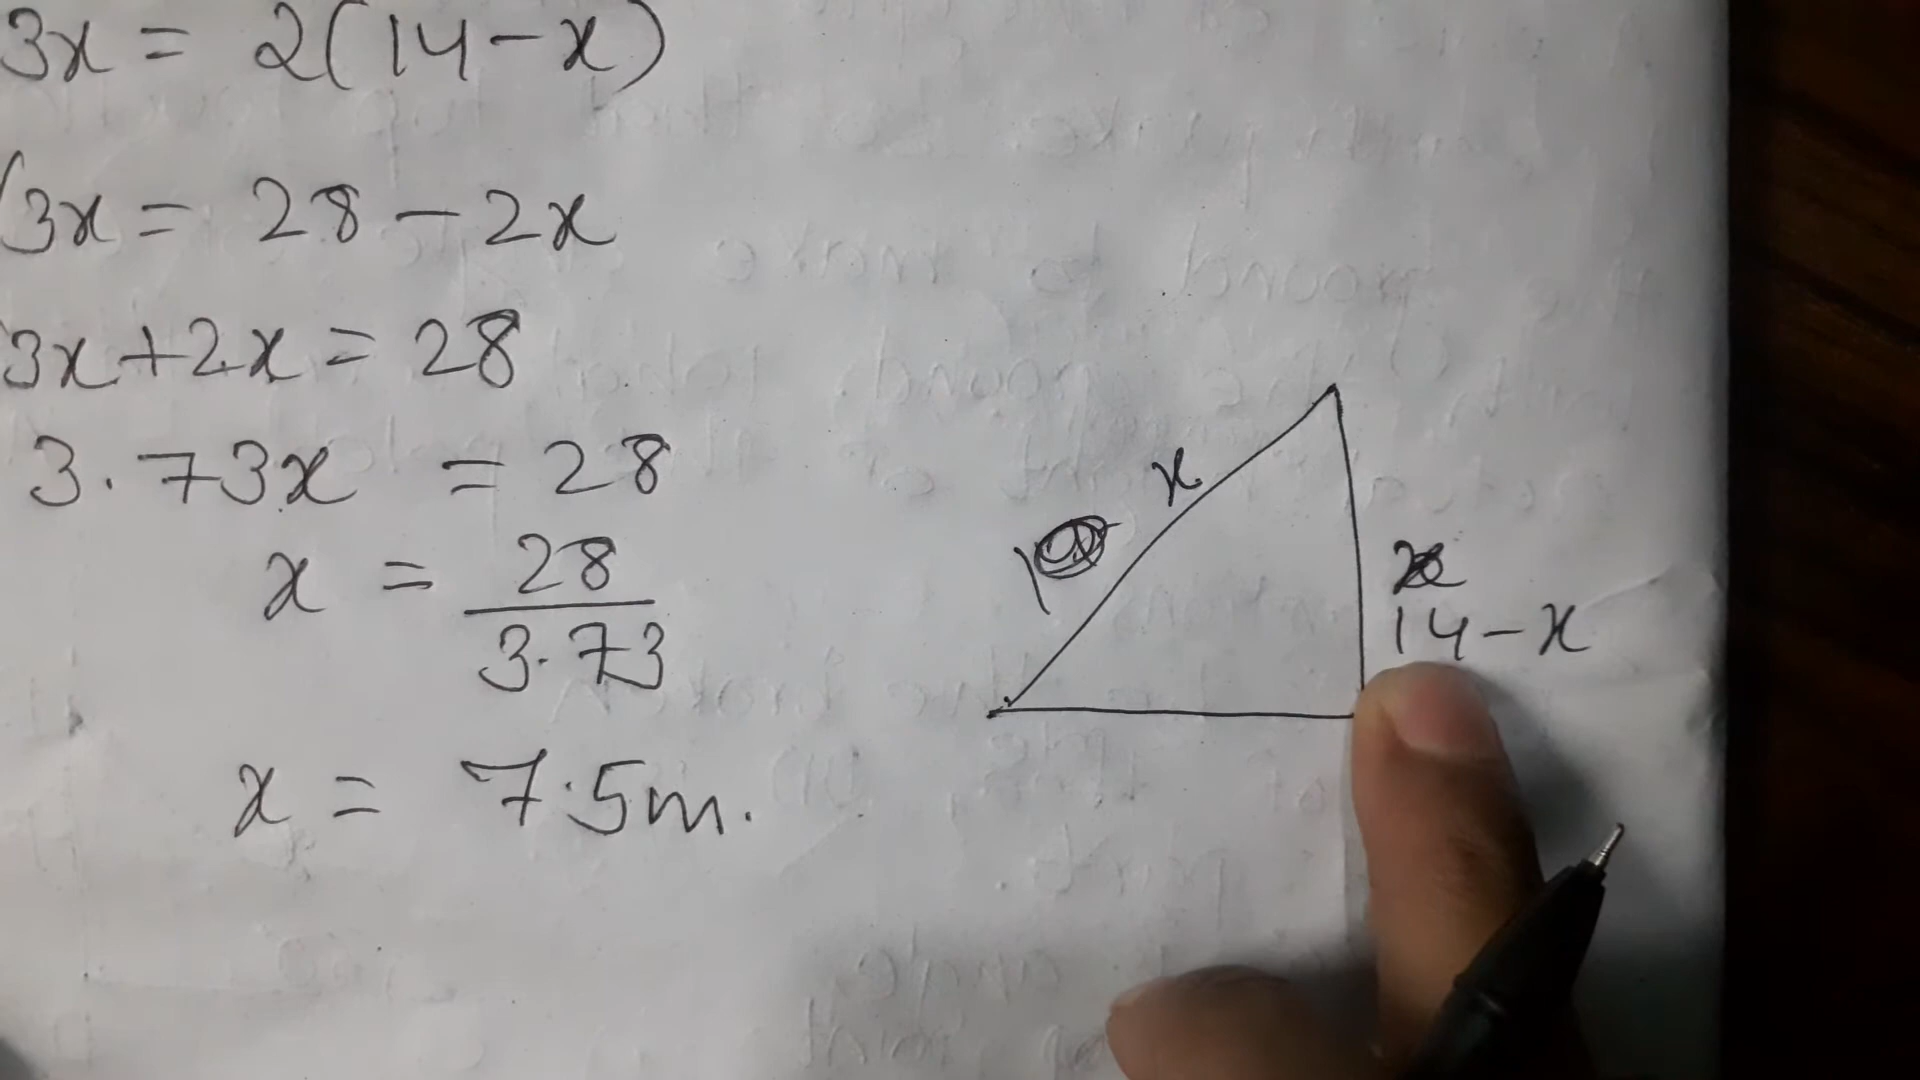 3x = 2(14-x)
3x = 28-2x
3x+2x = 28
3.73x = 28
x = 28
3.73
x = 7.5m.
x
14-x